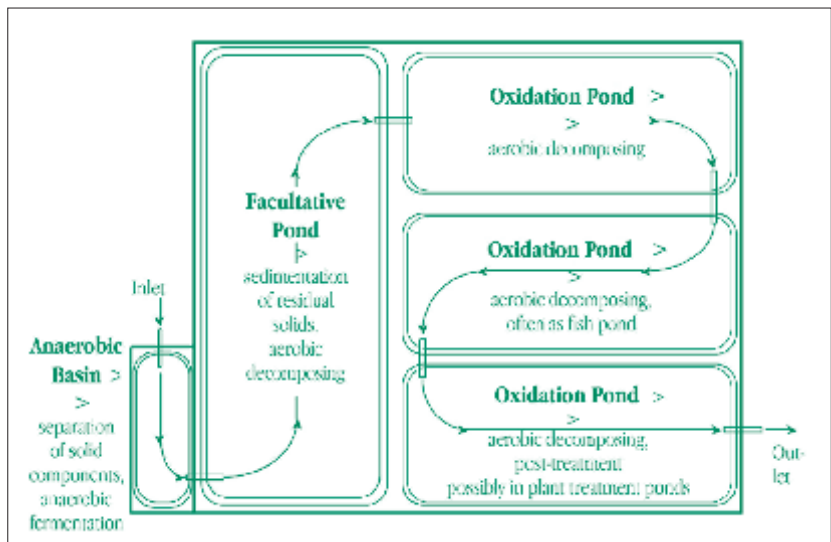 Inlet
Anaerobic
Basin >
>
separation
of solid
components,
anaerobic
fermentation
Facultative
Pond
>
sedimentation
of residual
solids,
aerobic
decomposing
Oxidation Pond >
>
aerobic decomposing
Oxidation Pond >
>
aerobic decomposing,
often as fish pond
Oxidation Pond >
>
aerobic decomposing,
post-treatment
possibly in plant treatment ponds
Out-
let